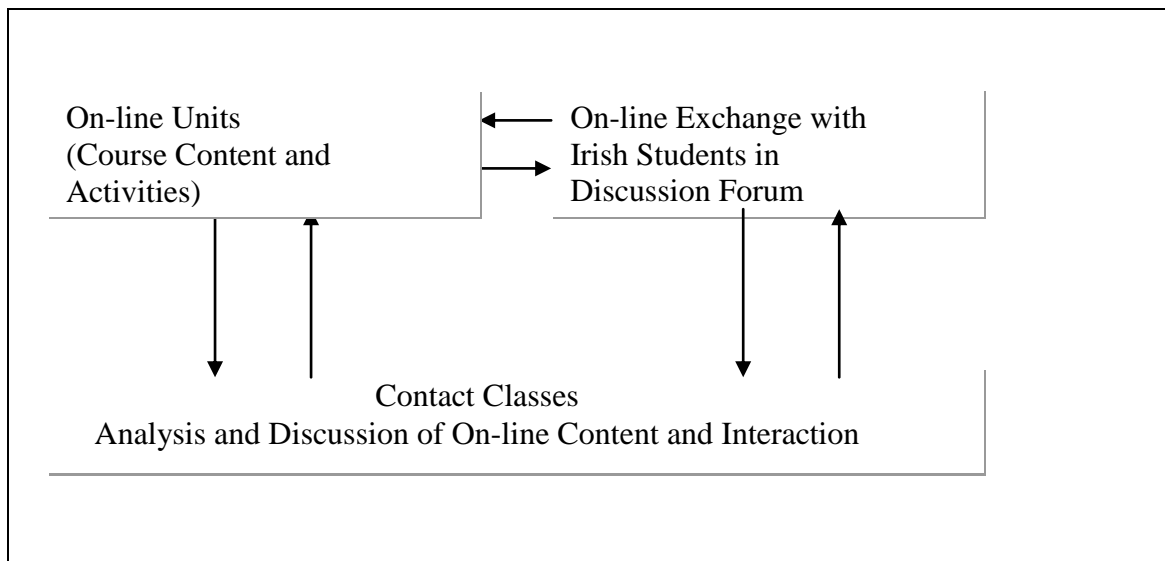 On-line Units
(Course Content and
Activities)
On-line Exchange with
Irish Students in
Discussion Forum
Contact Classes
Analysis and Discussion of On-line Content and Interaction